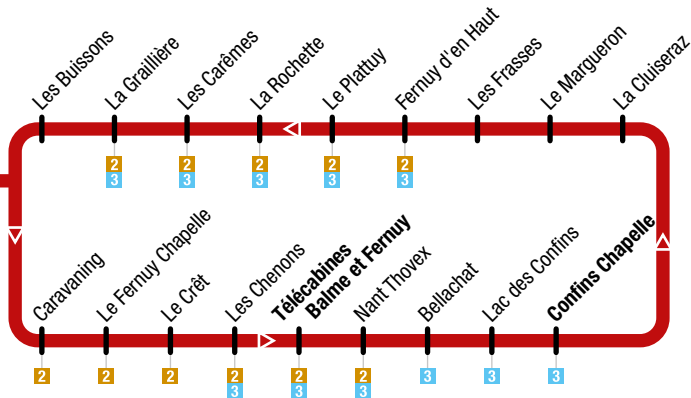 Les Buissons
La Graillière
Les Carêmes
La Rochette
Le Plattuy
Fernuy d'en Haut
Les Frasses
Le Margueron
La Cluiseraz
2
3
2
3
2
3
2
3
2
3
Caravaning
Le Fernuy Chapelle
Le Crêt
Les Chenons
Télécabines
Balme et Fernuy
Nant Thovex
Bellachat
Lac des Confins
Confins Chapelle
2
2
2
2
3
2
3
2
3
3
3
3